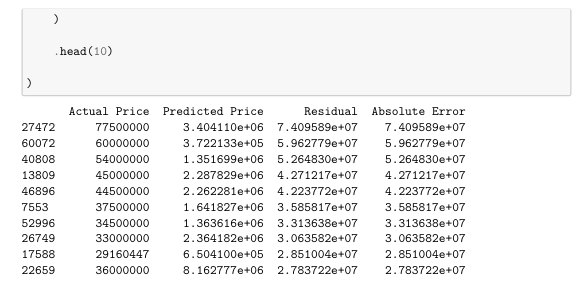 )
.head(10)
)
Actual Price Predicted Price Residual Absolute Error
27472 77500000 3.404110e+06 7.409589e+07 7.409589e+07
60072 60000000 3.722133e+05 5.962779e+07 5.962779e+07
40808 54000000 1.351699e+06 5.264830e+07 5.264830e+07
13809 45000000 2.287829e+06 4.271217e+07 4.271217e+07
46896 44500000 2.262281e+06 4.223772e+07 4.223772e+07
7553 37500000 1.641827e+06 3.585817e+07 3.585817e+07
52996 34500000 1.363616e+06 3.313638e+07 3.313638e+07
26749 33000000 2.364182e+06 3.063582e+07 3.063582e+07
17588 29160447 6.504101e+05 2.851004e+07 2.851004e+07
22659 36000000 8.162777e+06 2.783722e+07 2.783722e+07